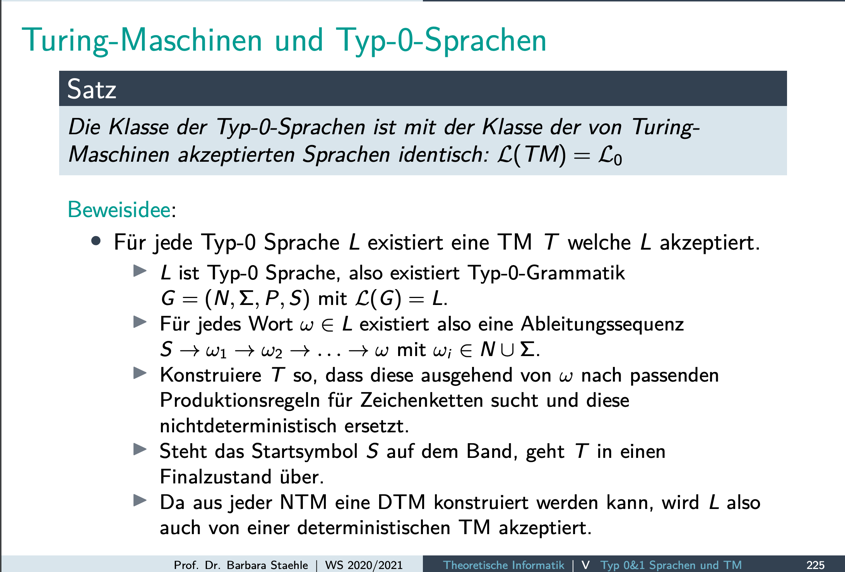 Turing-Maschinen und Typ-0-Sprachen
Satz
Die Klasse der Typ-0-Sprachen ist mit der Klasse der von Turing-
Maschinen akzeptierten Sprachen identisch: ℒ(TM) = ℒ₀
Beweisidee:
• Für jede Typ-0 Sprache L existiert eine TM T welche L akzeptiert.
▶ L ist Typ-0 Sprache, also existiert Typ-0-Grammatik
G = (N, Σ, P, S) mit ℒ(G) = L.
▶ Für jedes Wort ω ∈ L existiert also eine Ableitungssequenz
S → ω₁ → ω₂ → ... → ω mit ωᵢ ∈ N ∪ Σ.
▶ Konstruiere T so, dass diese ausgehend von ω nach passenden
Produktionsregeln für Zeichenketten sucht und diese
nichtdeterministisch ersetzt.
▶ Steht das Startsymbol S auf dem Band, geht T in einen
Finalzustand über.
▶ Da aus jeder NTM eine DTM konstruiert werden kann, wird L also
auch von einer deterministischen TM akzeptiert.
Prof. Dr. Barbara Staehle | WS 2020/2021 Theoretische Informatik | V Typ 0&1 Sprachen und TM 225